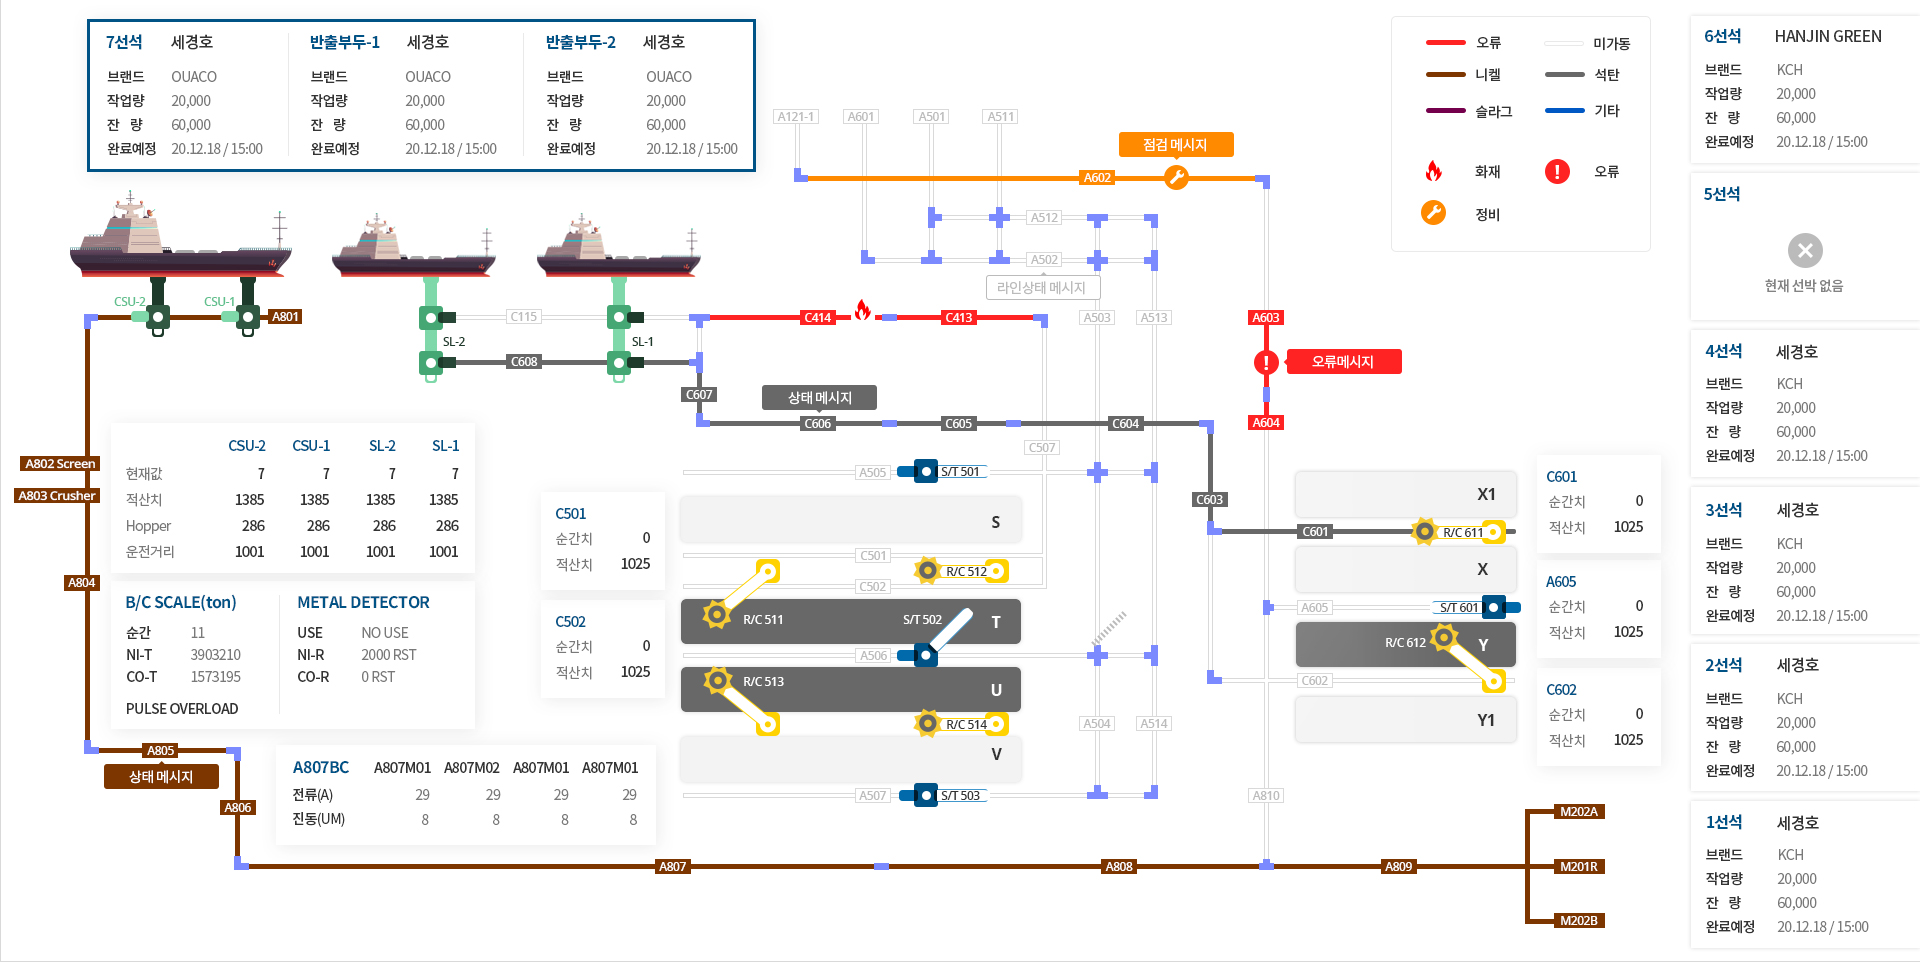 7선석 세경호
브랜드 OUACO
작업량 20,000
잔 량 60,000
완료예정 20.12.18 / 15:00
반출부두-1 세경호
브랜드 OUACO
작업량 20,000
잔 량 60,000
완료예정 20.12.18 / 15:00
반출부두-2 세경호
브랜드 OUACO
작업량 20,000
잔 량 60,000
완료예정 20.12.18 / 15:00
A121-1
A601
A501
A511
점검 메시지
A602
A512
A502
라인상태 메시지
오류
미가동
니켈
석탄
슬라그
기타
화재
오류
정비
CSU-2
CSU-1
A801
C115
SL-2
SL-1
C608
C414
C413
A503
A513
A603
오류메시지
A604
C607
상태 메시지
C606
C605
C604
C507
C603
A802 Screen
A803 Crusher
A804
CSU-2 CSU-1 SL-2 SL-1
현재값 7 7 7 7
적산치 1385 1385 1385 1385
Hopper 286 286 286 286
운전거리 1001 1001 1001 1001
B/C SCALE(ton)
순간 11
NI-T 3903210
CO-T 1573195
PULSE OVERLOAD
METAL DETECTOR
USE NO USE
NI-R 2000 RST
CO-R 0 RST
A805
상태 메시지
A806
A807BC A807M01 A807M02 A807M01 A807M01
전류(A) 29 29 29 29
진동(UM) 8 8 8 8
C501
순간치 0
적산치 1025
C502
순간치 0
적산치 1025
A505
S/T 501
S
C501
R/C 512
C502
R/C 511
S/T 502
T
A506
R/C 513
U
R/C 514
V
A507
S/T 503
A504
A514
X1
C601
R/C 611
X
A605
S/T 601
R/C 612
Y
C602
Y1
A810
C601
순간치 0
적산치 1025
A605
순간치 0
적산치 1025
C602
순간치 0
적산치 1025
A807
A808
A809
M202A
M201R
M202B
6선석 HANJIN GREEN
브랜드 KCH
작업량 20,000
잔 량 60,000
완료예정 20.12.18 / 15:00
5선석
현재 선박 없음
4선석 세경호
브랜드 KCH
작업량 20,000
잔 량 60,000
완료예정 20.12.18 / 15:00
3선석 세경호
브랜드 KCH
작업량 20,000
잔 량 60,000
완료예정 20.12.18 / 15:00
2선석 세경호
브랜드 KCH
작업량 20,000
잔 량 60,000
완료예정 20.12.18 / 15:00
1선석 세경호
브랜드 KCH
작업량 20,000
잔 량 60,000
완료예정 20.12.18 / 15:00